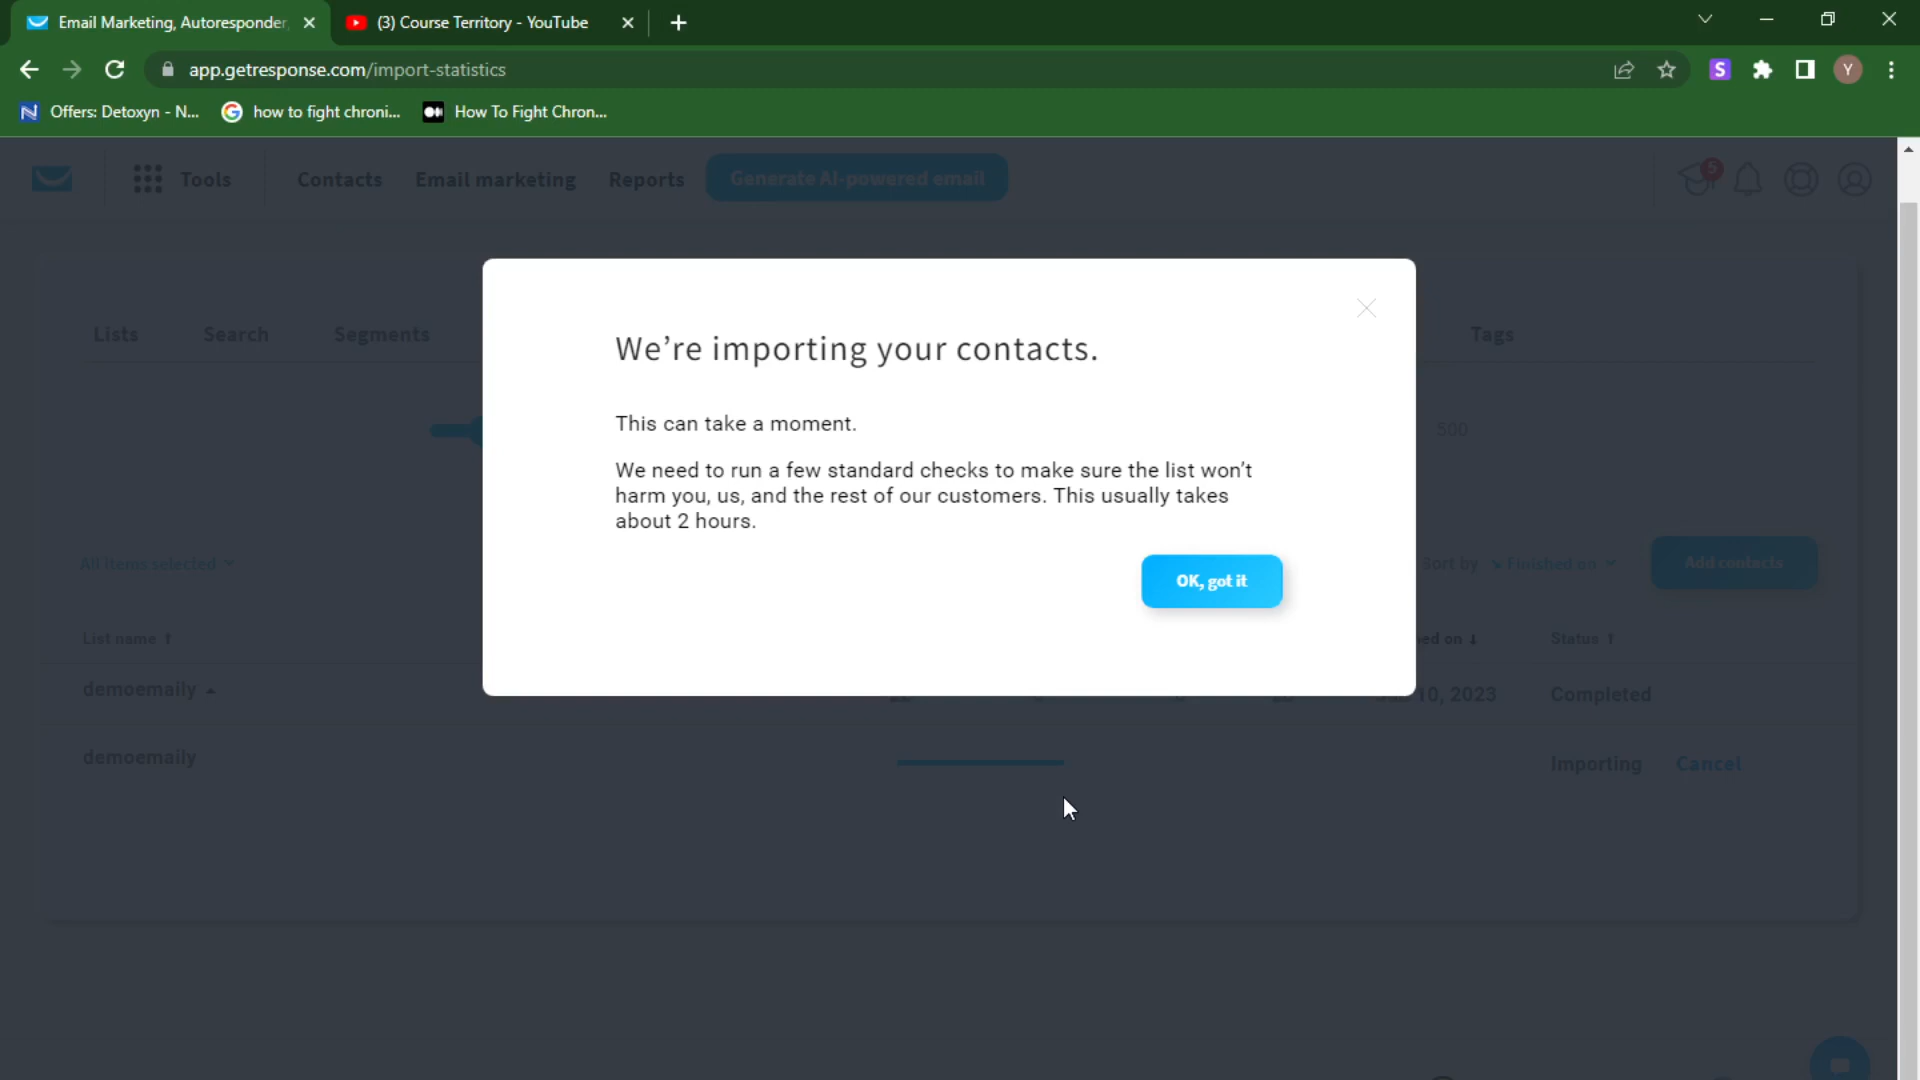 Email Marketing, Autoresponder
(3) Course Territory - YouTube
app.getresponse.com/import-statistics
S
Y
Offers: Detoxyn - N...
how to fight chroni...
How To Fight Chron...
Tools
Contacts
Email marketing
Reports
Generate AI-powered email
5
Lists
Search
Segments
Tags
We're importing your contacts.
This can take a moment.
500
We need to run a few standard checks to make sure the list won't
harm you, us, and the rest of our customers. This usually takes
about 2 hours.
OK, got it
All items selected
Sort by
Finished on
Add contacts
List name
Status
demoemaily
10, 2023
Completed
demoemaily
Importing
Cancel